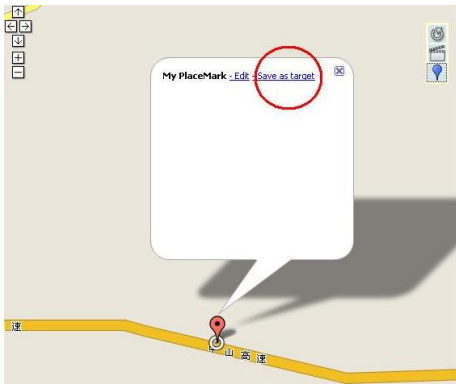 My PlaceMark - Edit - Save as target
速
山 高 速